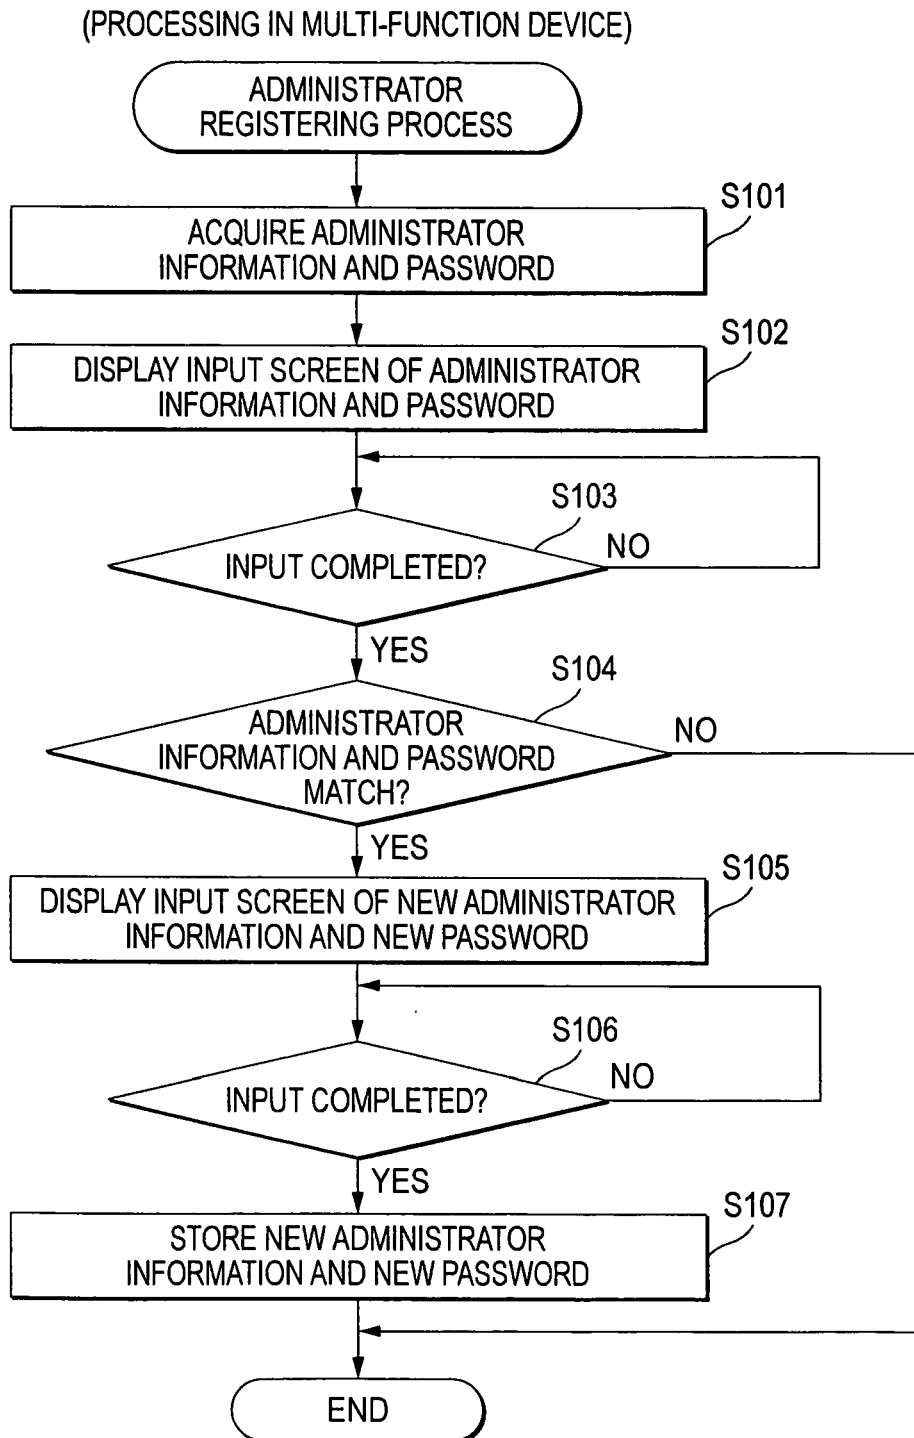 (PROCESSING IN MULTI-FUNCTION DEVICE)
ADMINISTRATOR
REGISTERING PROCESS
S101
ACQUIRE ADMINISTRATOR
INFORMATION AND PASSWORD
S102
DISPLAY INPUT SCREEN OF ADMINISTRATOR
INFORMATION AND PASSWORD
S103
INPUT COMPLETED?
NO
YES
S104
ADMINISTRATOR
INFORMATION AND PASSWORD
MATCH?
NO
YES
S105
DISPLAY INPUT SCREEN OF NEW ADMINISTRATOR
INFORMATION AND NEW PASSWORD
S106
INPUT COMPLETED?
NO
YES
S107
STORE NEW ADMINISTRATOR
INFORMATION AND NEW PASSWORD
END